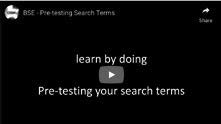 BSE - Pre-testing Search Terms
Share
learn by doing
Pre-testing your search terms